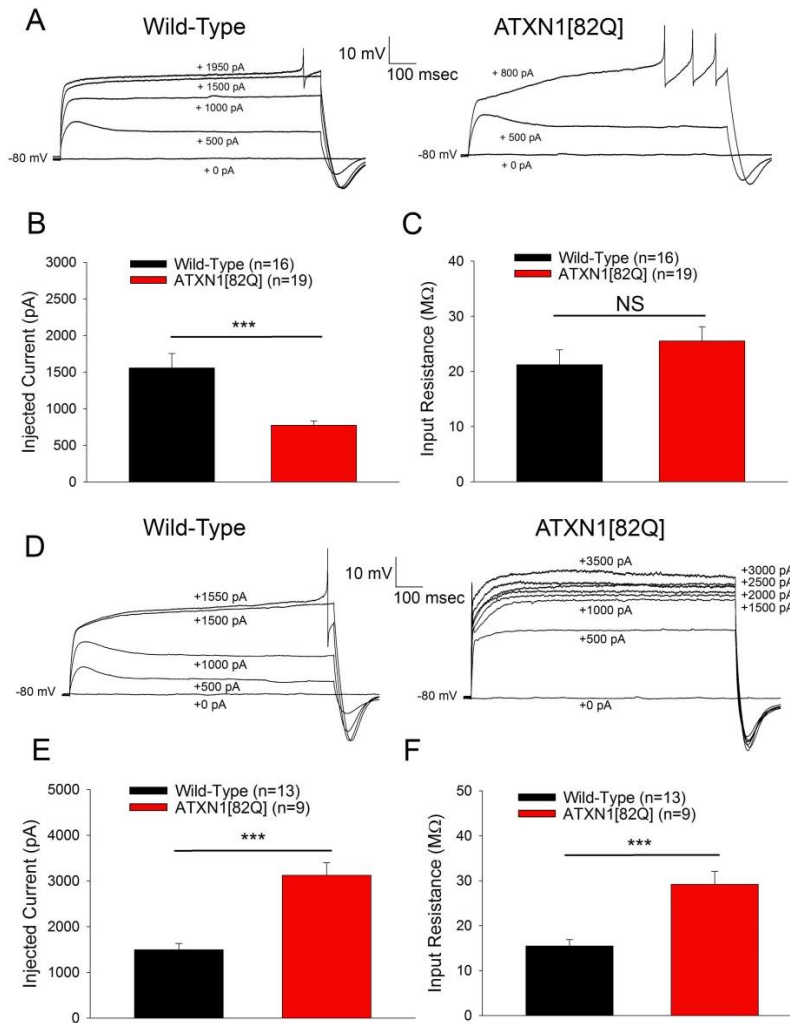 A
Wild-Type
10 mV
100 msec
ATXN1[82Q]
+ 1950 pA
+ 1500 pA
+ 1000 pA
+ 500 pA
-80 mV
+ 0 pA
+ 800 pA
+ 500 pA
-80 mV
+ 0 pA
B
Wild-Type (n=16)
ATXN1[82Q] (n=19)
***
Injected Current (pA)
3000
2500
2000
1500
1000
500
0
C
Wild-Type (n=16)
ATXN1[82Q] (n=19)
NS
Input Resistance (MΩ)
40
30
20
10
0
D
Wild-Type
10 mV
100 msec
ATXN1[82Q]
+1550 pA
+1500 pA
+1000 pA
+500 pA
-80 mV
+0 pA
+3500 pA
+3000 pA
+2500 pA
+2000 pA
+1500 pA
+1000 pA
+500 pA
-80 mV
+0 pA
E
Wild-Type (n=13)
ATXN1[82Q] (n=9)
***
Injected Current (pA)
5000
4000
3000
2000
1000
0
F
Wild-Type (n=13)
ATXN1[82Q] (n=9)
***
Input Resistance (MΩ)
50
40
30
20
10
0